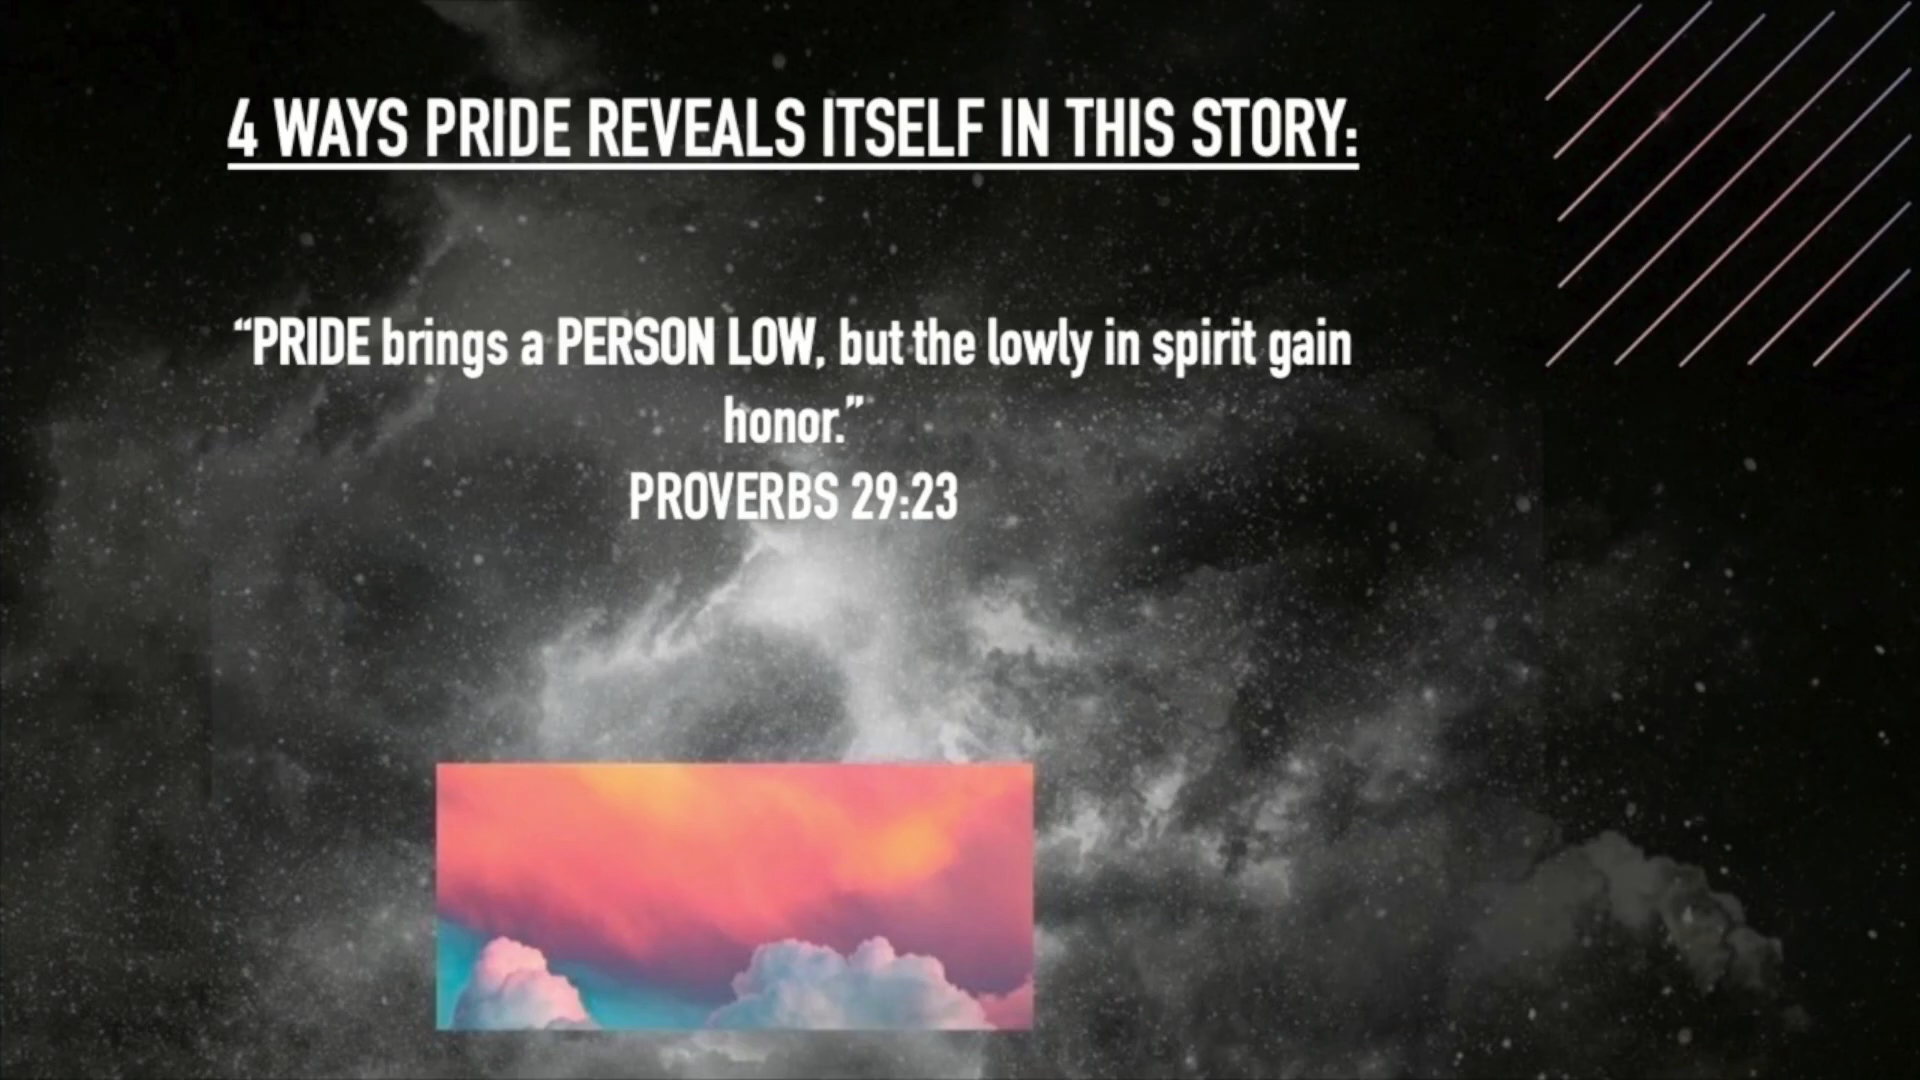 4 WAYS PRIDE REVEALS ITSELF IN THIS STORY:
“PRIDE brings a PERSON LOW, but the lowly in spirit gain
honor.”
PROVERBS 29:23